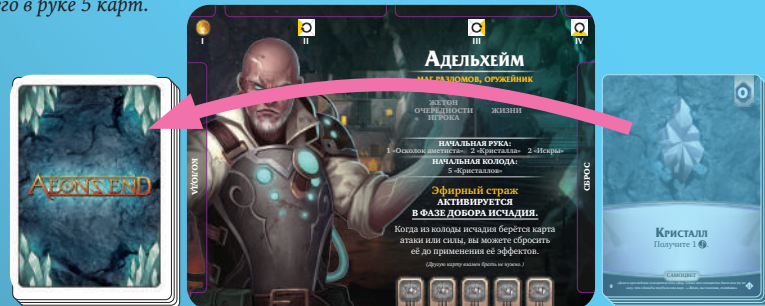 его в руке 5 карт.
I
II
III
IV
АДЕЛЬХЕЙМ
МАГ РАЗЛОМОВ, ОРУЖЕЙНИК
ЖЕТОН
ОЧЕРЁДНОСТИ
ИГРОКА
ЖИЗНИ
НАЧАЛЬНАЯ РУКА:
1 «Осколок аметиста» 2 «Кристалла» 2 «Искры»
НАЧАЛЬНАЯ КОЛОДА:
5 «Кристаллов»
Эфирный страж
АКТИВИРУЕТСЯ
В ФАЗЕ ДОБОРА ИСЧАДИЯ.
Когда из колоды исчадия берётся карта
атаки или силы, вы можете сбросить
её до применения её эффектов.
(Другую карту взамен брать не нужно.)
КОЛОДА
СБРОС
AEON'S END
0
КРИСТАЛЛ
Получите 1
САМОЦВЕТ